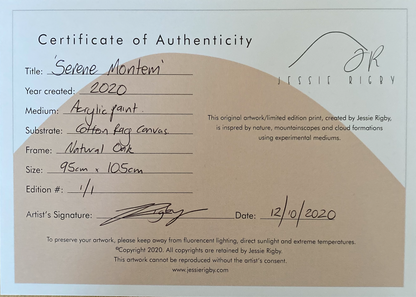 Certificate of Authenticity
JR
JESSIE RIGBY
Title: 'Serene Montem'
Year created: 2020
Medium: Acrylic paint.
Substrate: Cotton Rag Canvas
Frame: Natural Oak
Size: 95cm x 105cm
Edition #: 1/1
This original artwork/limited edition print, created by Jessie Rigby,
is inspred by nature, mountainscapes and cloud formations
using experimental mediums.
Artist's Signature: Rigby Date: 12/10/2020
To preserve your artwork, please keep away from fluorencent lighting, direct sunlight and extreme temperatures.
©Copyright 2020. All copyrights are retained by Jessie Rigby.
This artwork cannot be reproduced without the artist's consent.
www.jessierigby.com